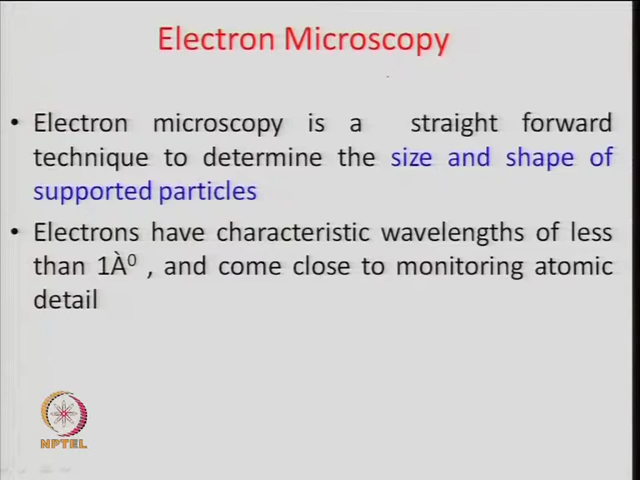 Electron Microscopy
• Electron microscopy is a straight forward
technique to determine the size and shape of
supported particles
• Electrons have characteristic wavelengths of less
than 1À⁰ , and come close to monitoring atomic
detail
NPTEL